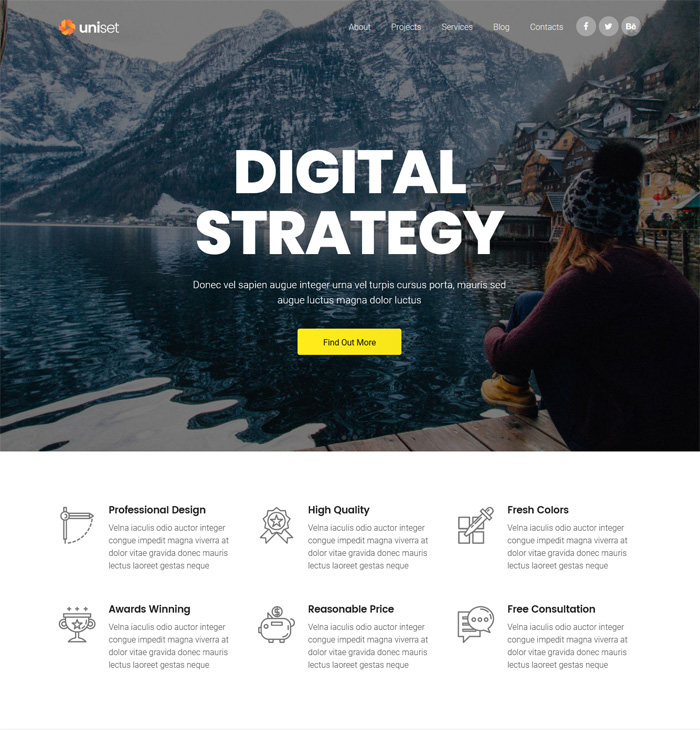 uniset
About Projects Services Blog Contacts
Bē
DIGITAL
STRATEGY
Donec vel sapien augue integer urna vel turpis cursus porta, mauris sed
augue luctus magna dolor luctus
Find Out More
Professional Design
Velna iaculis odio auctor integer
congue impedit magna viverra at
dolor vitae gravida donec mauris
lectus laoreet gestas neque
High Quality
Velna iaculis odio auctor integer
congue impedit magna viverra at
dolor vitae gravida donec mauris
lectus laoreet gestas neque
Fresh Colors
Velna iaculis odio auctor integer
congue impedit magna viverra at
dolor vitae gravida donec mauris
lectus laoreet gestas neque
Awards Winning
Velna iaculis odio auctor integer
congue impedit magna viverra at
dolor vitae gravida donec mauris
lectus laoreet gestas neque
Reasonable Price
Velna iaculis odio auctor integer
congue impedit magna viverra at
dolor vitae gravida donec mauris
lectus laoreet gestas neque
Free Consultation
Velna iaculis odio auctor integer
congue impedit magna viverra at
dolor vitae gravida donec mauris
lectus laoreet gestas neque